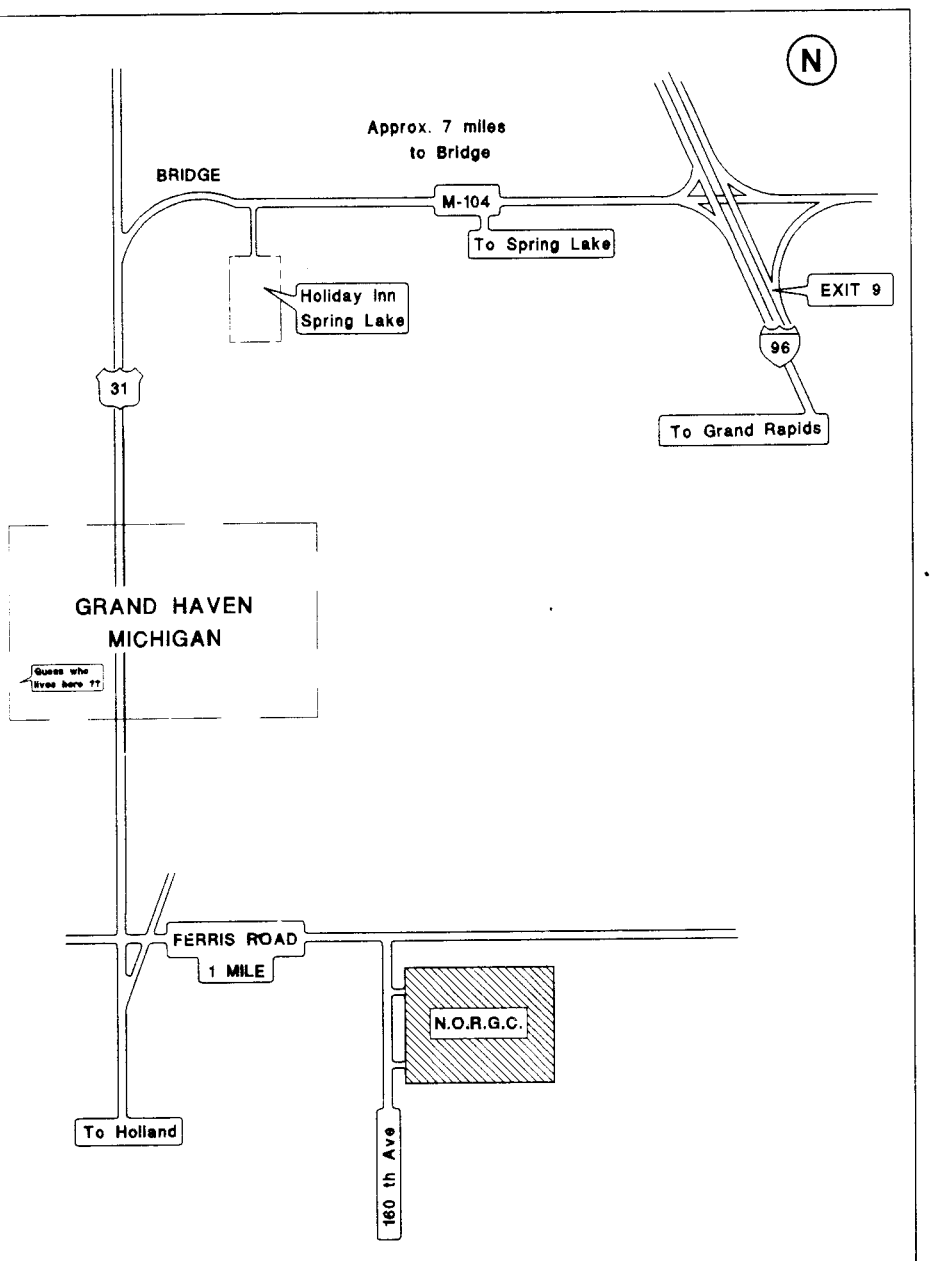 N
Approx. 7 miles
to Bridge
BRIDGE
M-104
To Spring Lake
Holiday Inn
Spring Lake
EXIT 9
96
31
To Grand Rapids
GRAND HAVEN
MICHIGAN
Guess who
lives here ??
FERRIS ROAD
1 MILE
N.O.R.G.C.
To Holland
160 th Ave